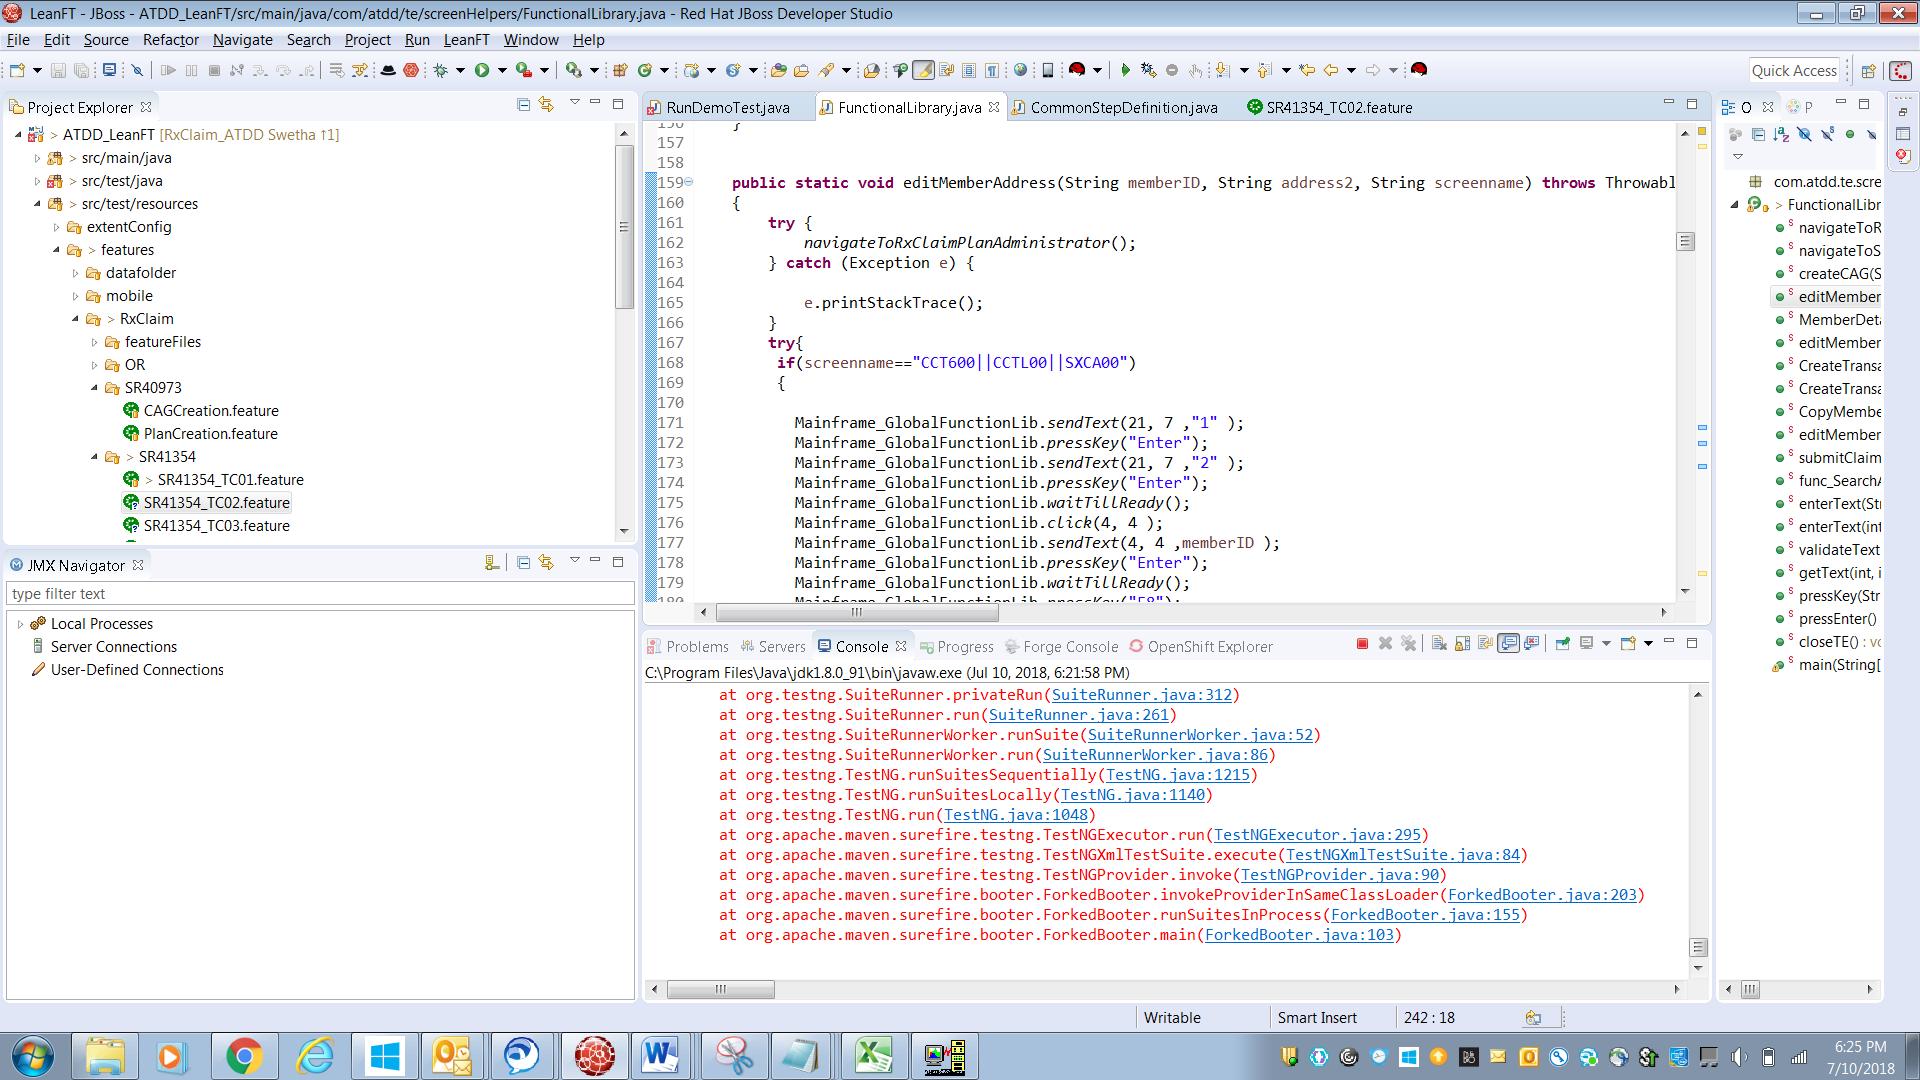 LeanFT - JBoss - ATDD_LeanFT/src/main/java/com/atdd/te/screenHelpers/FunctionalLibrary.java - Red Hat JBoss Developer Studio
File Edit Source Refactor Navigate Search Project Run LeanFT Window Help
Quick Access
Project Explorer
ATDD_LeanFT [RxClaim_ATDD Swetha ↑1]
> src/main/java
> src/test/java
> src/test/resources
extentConfig
> features
datafolder
mobile
> RxClaim
featureFiles
OR
SR40973
CAGCreation.feature
PlanCreation.feature
> SR41354
> SR41354_TC01.feature
SR41354_TC02.feature
SR41354_TC03.feature
JMX Navigator
type filter text
Local Processes
Server Connections
User-Defined Connections
RunDemoTest.java FunctionalLibrary.java CommonStepDefinition.java SR41354_TC02.feature
156 }
157
158
159 public static void editMemberAddress(String memberID, String address2, String screenname) throws Throwabl
160 {
161 try {
162 navigateToRxClaimPlanAdministrator();
163 } catch (Exception e) {
164
165 e.printStackTrace();
166 }
167 try{
168 if(screenname=="CCT600||CCTL00||SXCA00")
169 {
170
171 Mainframe_GlobalFunctionLib.sendText(21, 7 ,"1" );
172 Mainframe_GlobalFunctionLib.pressKey("Enter");
173 Mainframe_GlobalFunctionLib.sendText(21, 7 ,"2" );
174 Mainframe_GlobalFunctionLib.pressKey("Enter");
175 Mainframe_GlobalFunctionLib.waitTillReady();
176 Mainframe_GlobalFunctionLib.click(4, 4 );
177 Mainframe_GlobalFunctionLib.sendText(4, 4 ,memberID );
178 Mainframe_GlobalFunctionLib.pressKey("Enter");
179 Mainframe_GlobalFunctionLib.waitTillReady();
180 Mainframe_GlobalFunctionLib.pressKey("F8");
Problems Servers Console Progress Forge Console OpenShift Explorer
C:\Program Files\Java\jdk1.8.0_91\bin\javaw.exe (Jul 10, 2018, 6:21:58 PM)
at org.testng.SuiteRunner.privateRun(SuiteRunner.java:312)
at org.testng.SuiteRunner.run(SuiteRunner.java:261)
at org.testng.SuiteRunnerWorker.runSuite(SuiteRunnerWorker.java:52)
at org.testng.SuiteRunnerWorker.run(SuiteRunnerWorker.java:86)
at org.testng.TestNG.runSuitesSequentially(TestNG.java:1215)
at org.testng.TestNG.runSuitesLocally(TestNG.java:1140)
at org.testng.TestNG.run(TestNG.java:1048)
at org.apache.maven.surefire.testng.TestNGExecutor.run(TestNGExecutor.java:295)
at org.apache.maven.surefire.testng.TestNGXmlTestSuite.execute(TestNGXmlTestSuite.java:84)
at org.apache.maven.surefire.testng.TestNGProvider.invoke(TestNGProvider.java:90)
at org.apache.maven.surefire.booter.ForkedBooter.invokeProviderInSameClassLoader(ForkedBooter.java:203)
at org.apache.maven.surefire.booter.ForkedBooter.runSuitesInProcess(ForkedBooter.java:155)
at org.apache.maven.surefire.booter.ForkedBooter.main(ForkedBooter.java:103)
O P
com.atdd.te.scre
> FunctionalLibr
navigateToR
navigateToS
createCAG(S
editMember
MemberDeta
editMember
CreateTransa
CreateTransa
CopyMembe
editMember
submitClaim
func_SearchA
enterText(Str
enterText(int
validateText
getText(int, i
pressKey(Str
pressEnter()
closeTE() : vo
main(String[
Writable Smart Insert 242 : 18
6:25 PM
7/10/2018